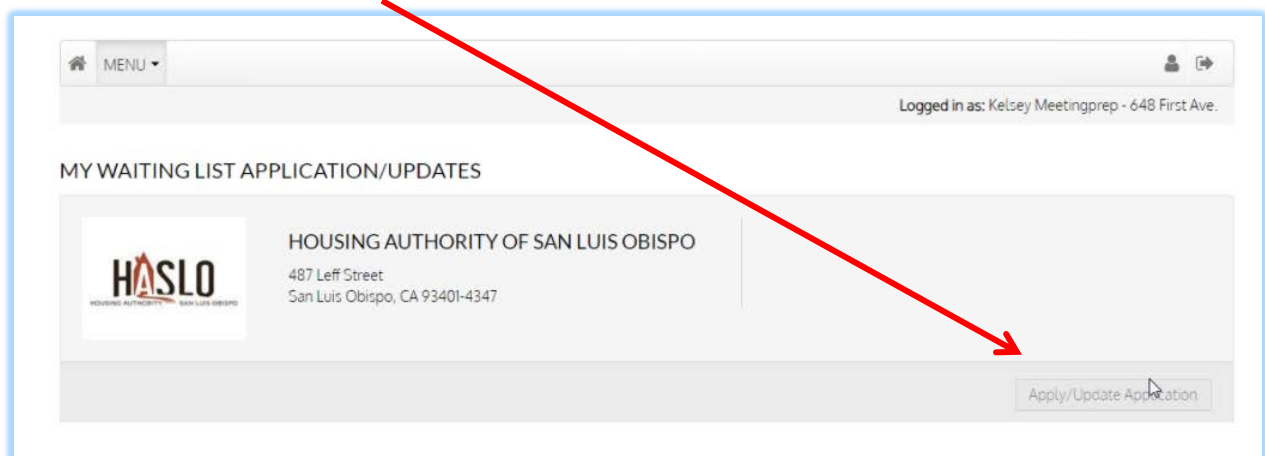 MENU
Logged in as: Kelsey Meetingprep - 648 First Ave.
MY WAITING LIST APPLICATION/UPDATES
HASLO
HOUSING AUTHORITY SAN LUIS OBISPO
HOUSING AUTHORITY OF SAN LUIS OBISPO
487 Leff Street
San Luis Obispo, CA 93401-4347
Apply/Update Application